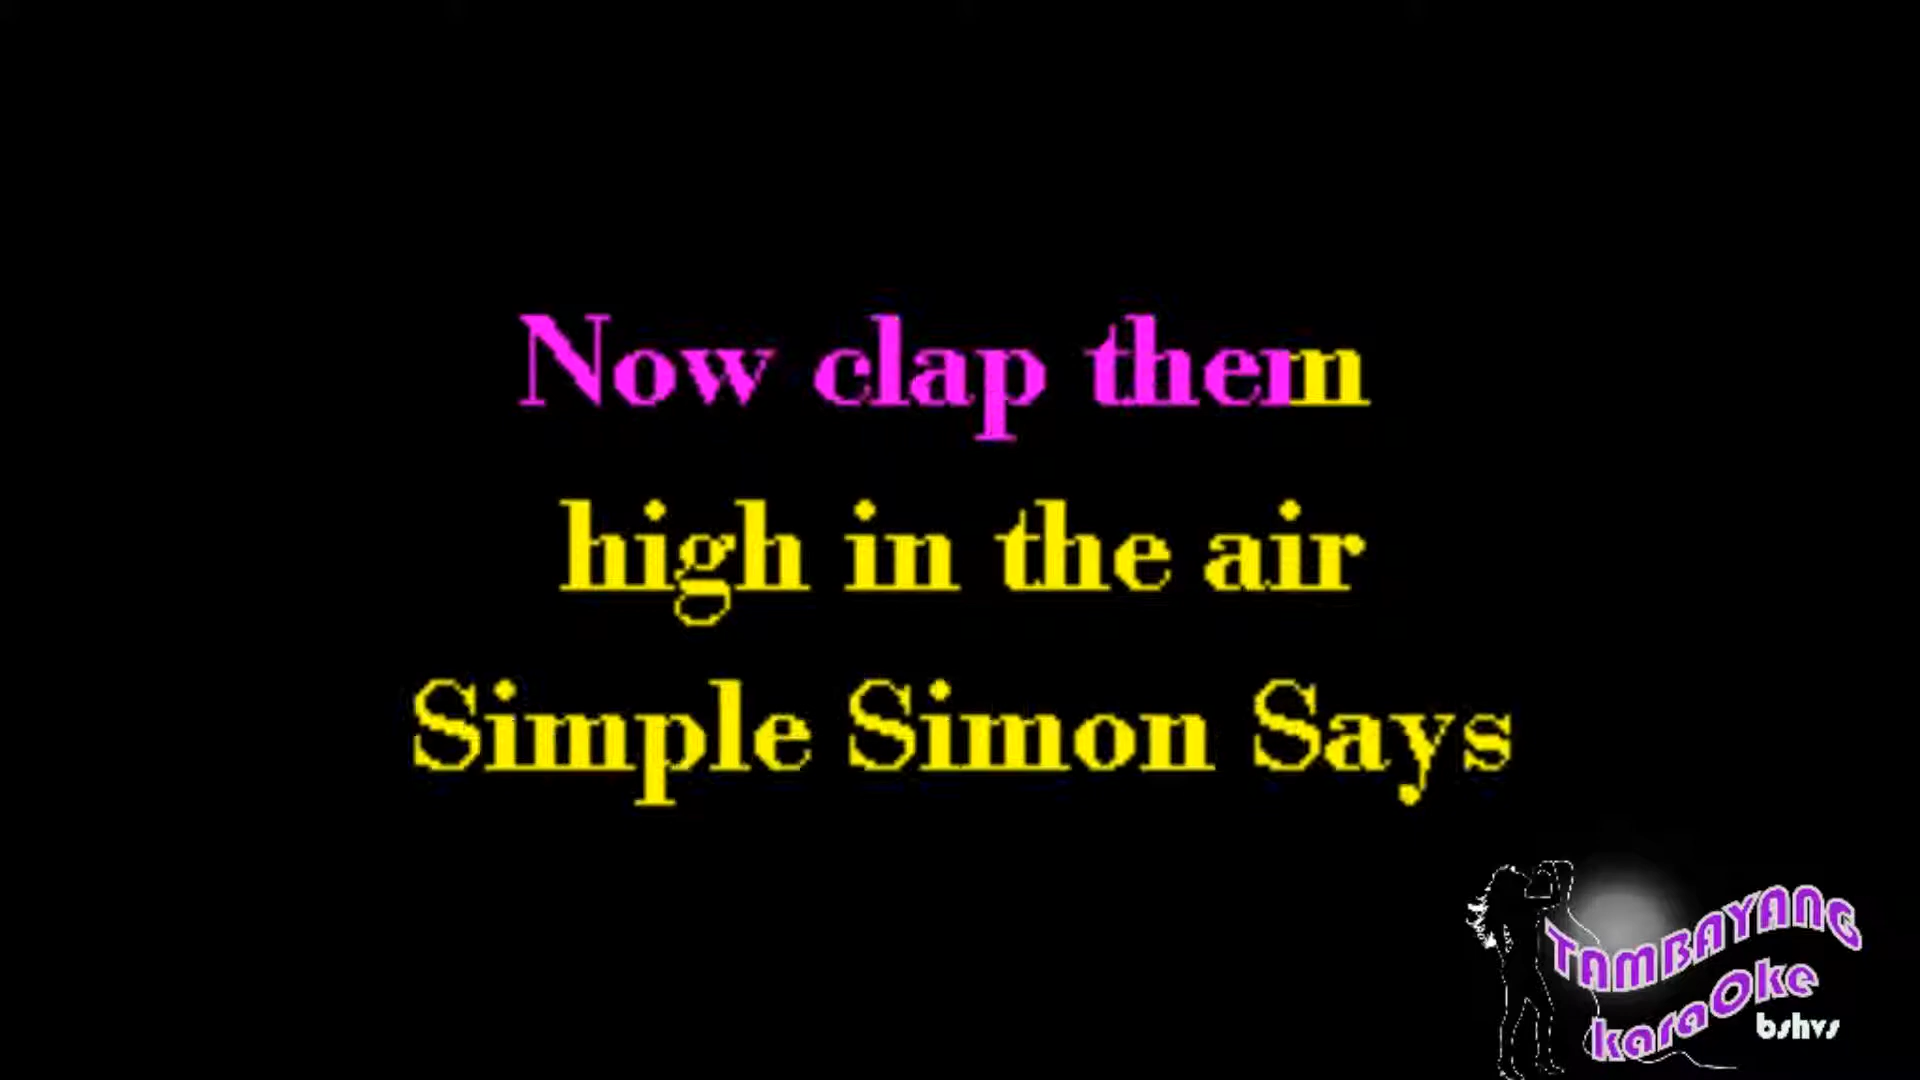 Now clap them
high in the air
Simple Simon Says
TAMBAYANG
karaOke
bshvs